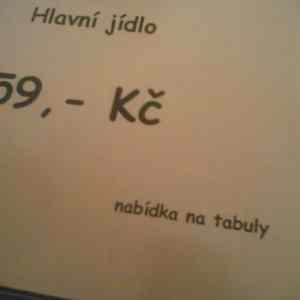 Hlavní jídlo
59,- Kč
nabídka na tabuly